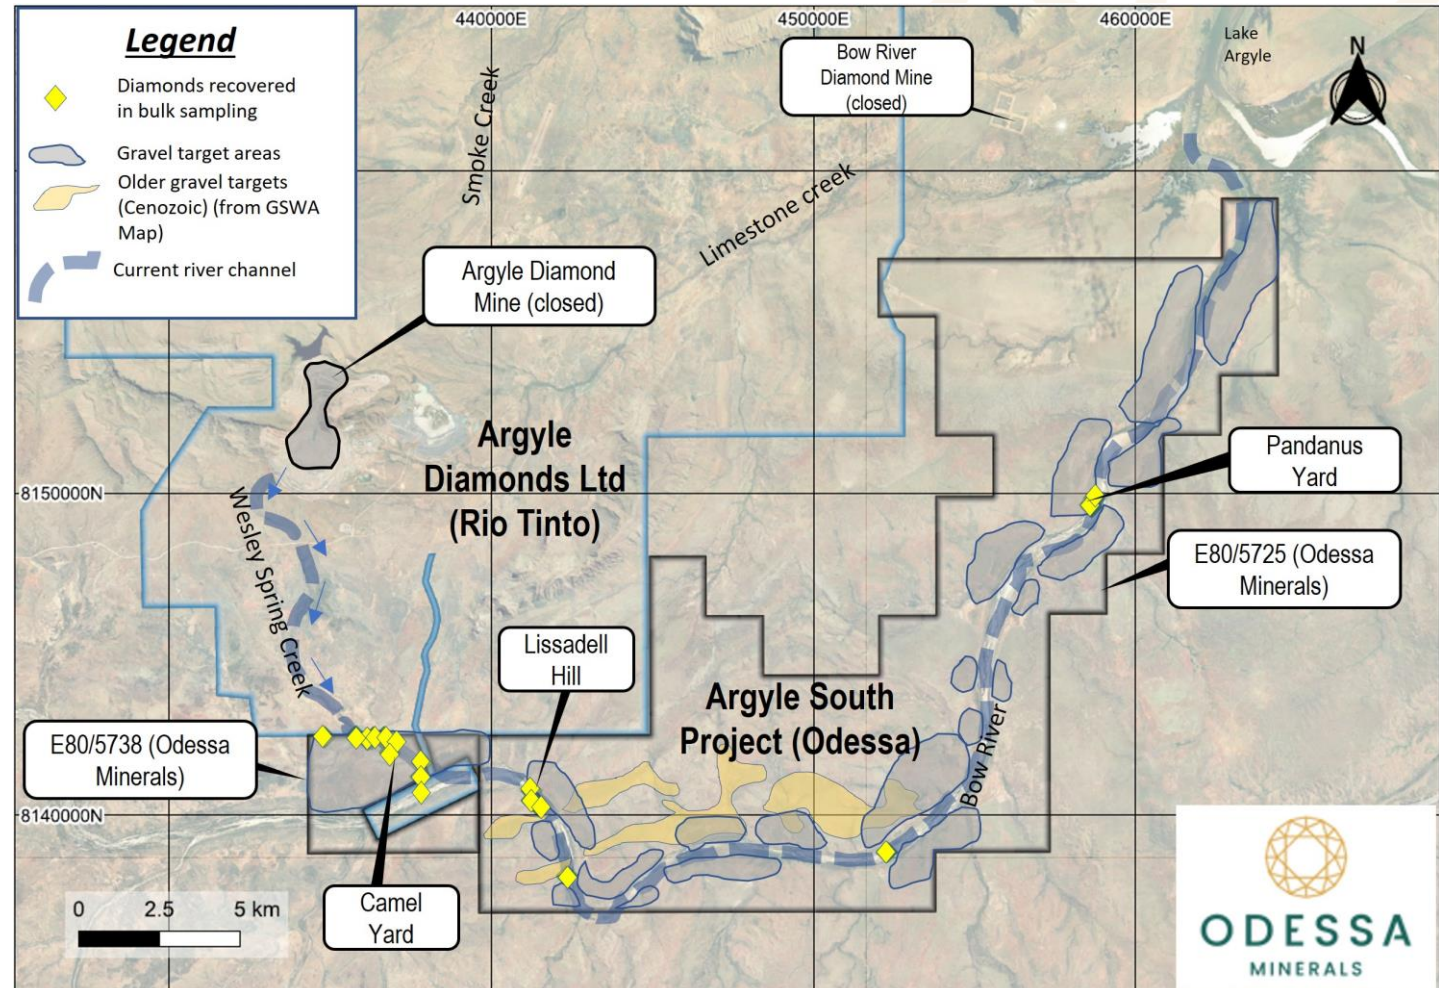 440000E
450000E
460000E
Legend
Diamonds recovered
in bulk sampling
Gravel target areas
Older gravel targets
(Cenozoic) (from GSWA
Map)
Current river channel
Smoke Creek
Bow River
Diamond Mine
(closed)
Lake
Argyle
N
Limestone creek
Argyle Diamond
Mine (closed)
Argyle
Diamonds Ltd
(Rio Tinto)
Pandanus
Yard
8150000N
Wesley Spring Creek
E80/5725 (Odessa
Minerals)
Lissadell
Hill
Argyle South
Project (Odessa)
E80/5738 (Odessa
Minerals)
Bow River
8140000N
Camel
Yard
0 2.5 5 km
ODESSA
MINERALS